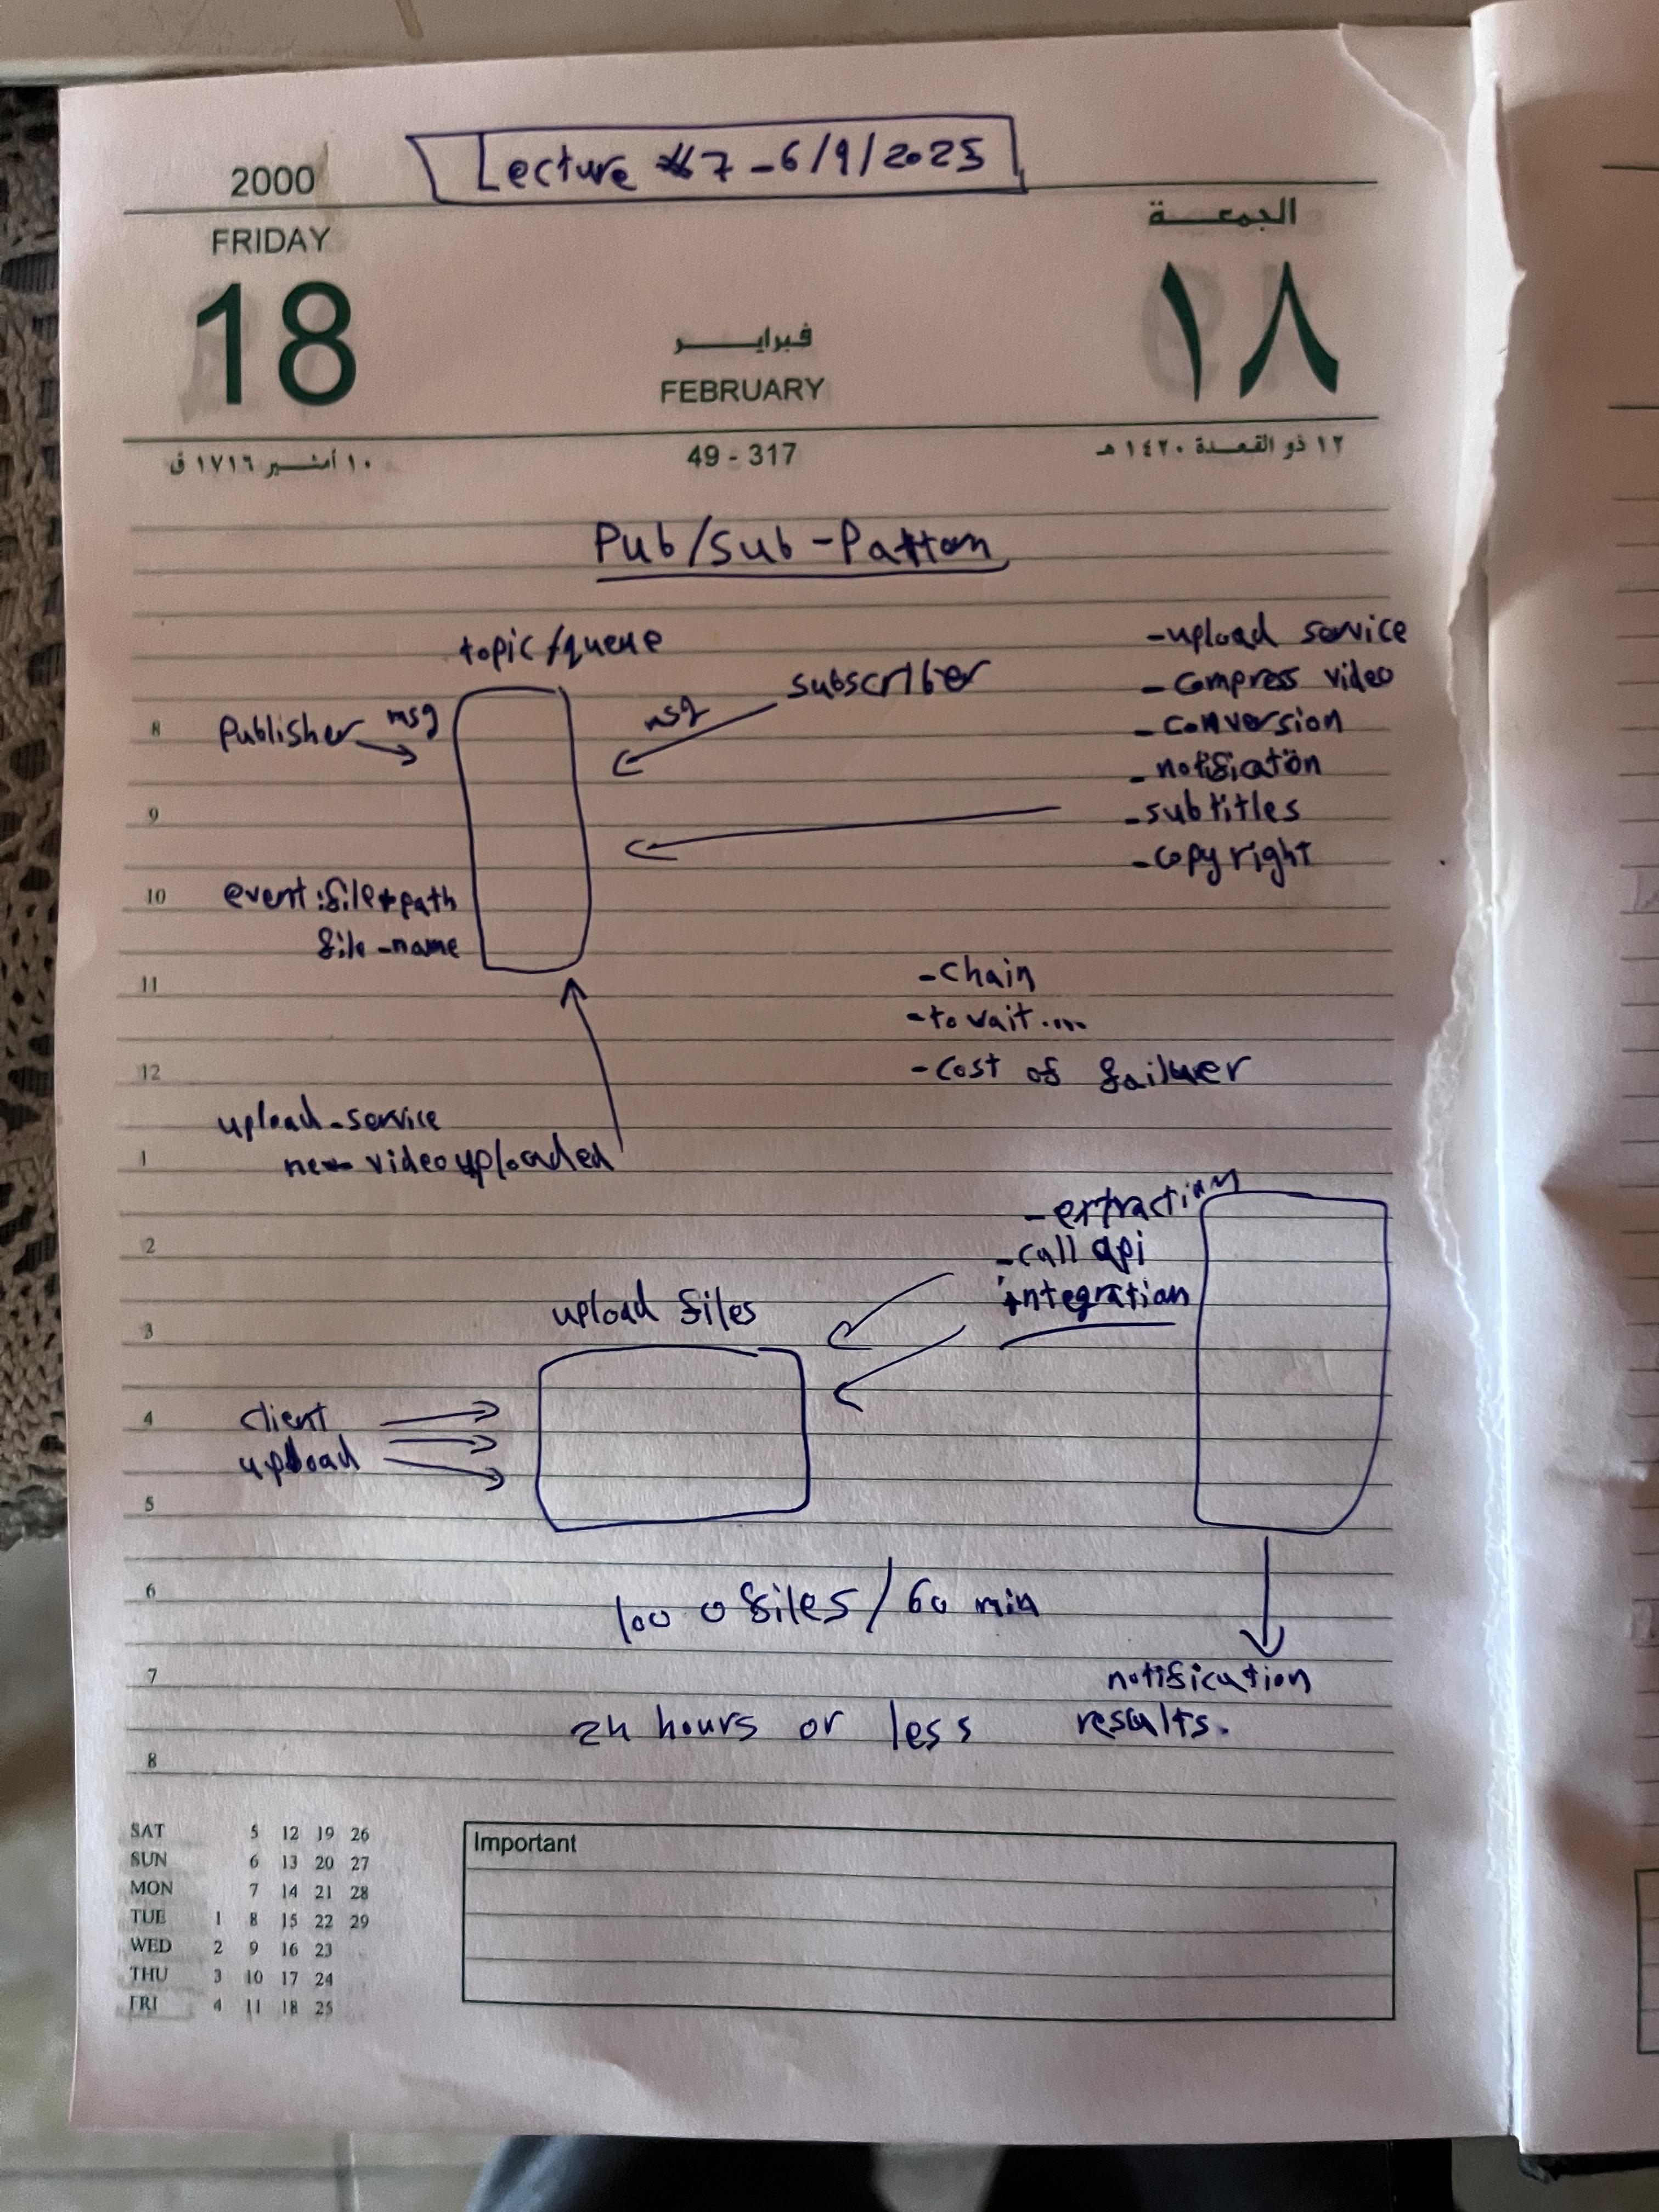 Lecture #7 - 6/9/2025
2000
FRIDAY
18
الجمعة
١٨
فبراير
FEBRUARY
١٠ أمشير ١٧١٦ ق
49 - 317
١٢ ذو القعدة ١٤٢٠ هـ
Pub/Sub-Pattern
topic/queue
Publisher msg
msg
subscriber
-upload service
-compress video
-conversion
-notification
-subtitles
-copyright
event:file+path
file-name
-chain
-to wait....
-cost of failuer
upload-service
new video uploaded
-extraction
-call api
integration
upload files
client
upload
1000 files/60 min
notification
results.
24 hours or less
8
9
10
11
12
1
2
3
4
5
6
7
8
SAT 5 12 19 26
SUN 6 13 20 27
MON 7 14 21 28
TUE 1 8 15 22 29
WED 2 9 16 23
THU 3 10 17 24
FRI 4 11 18 25
Important